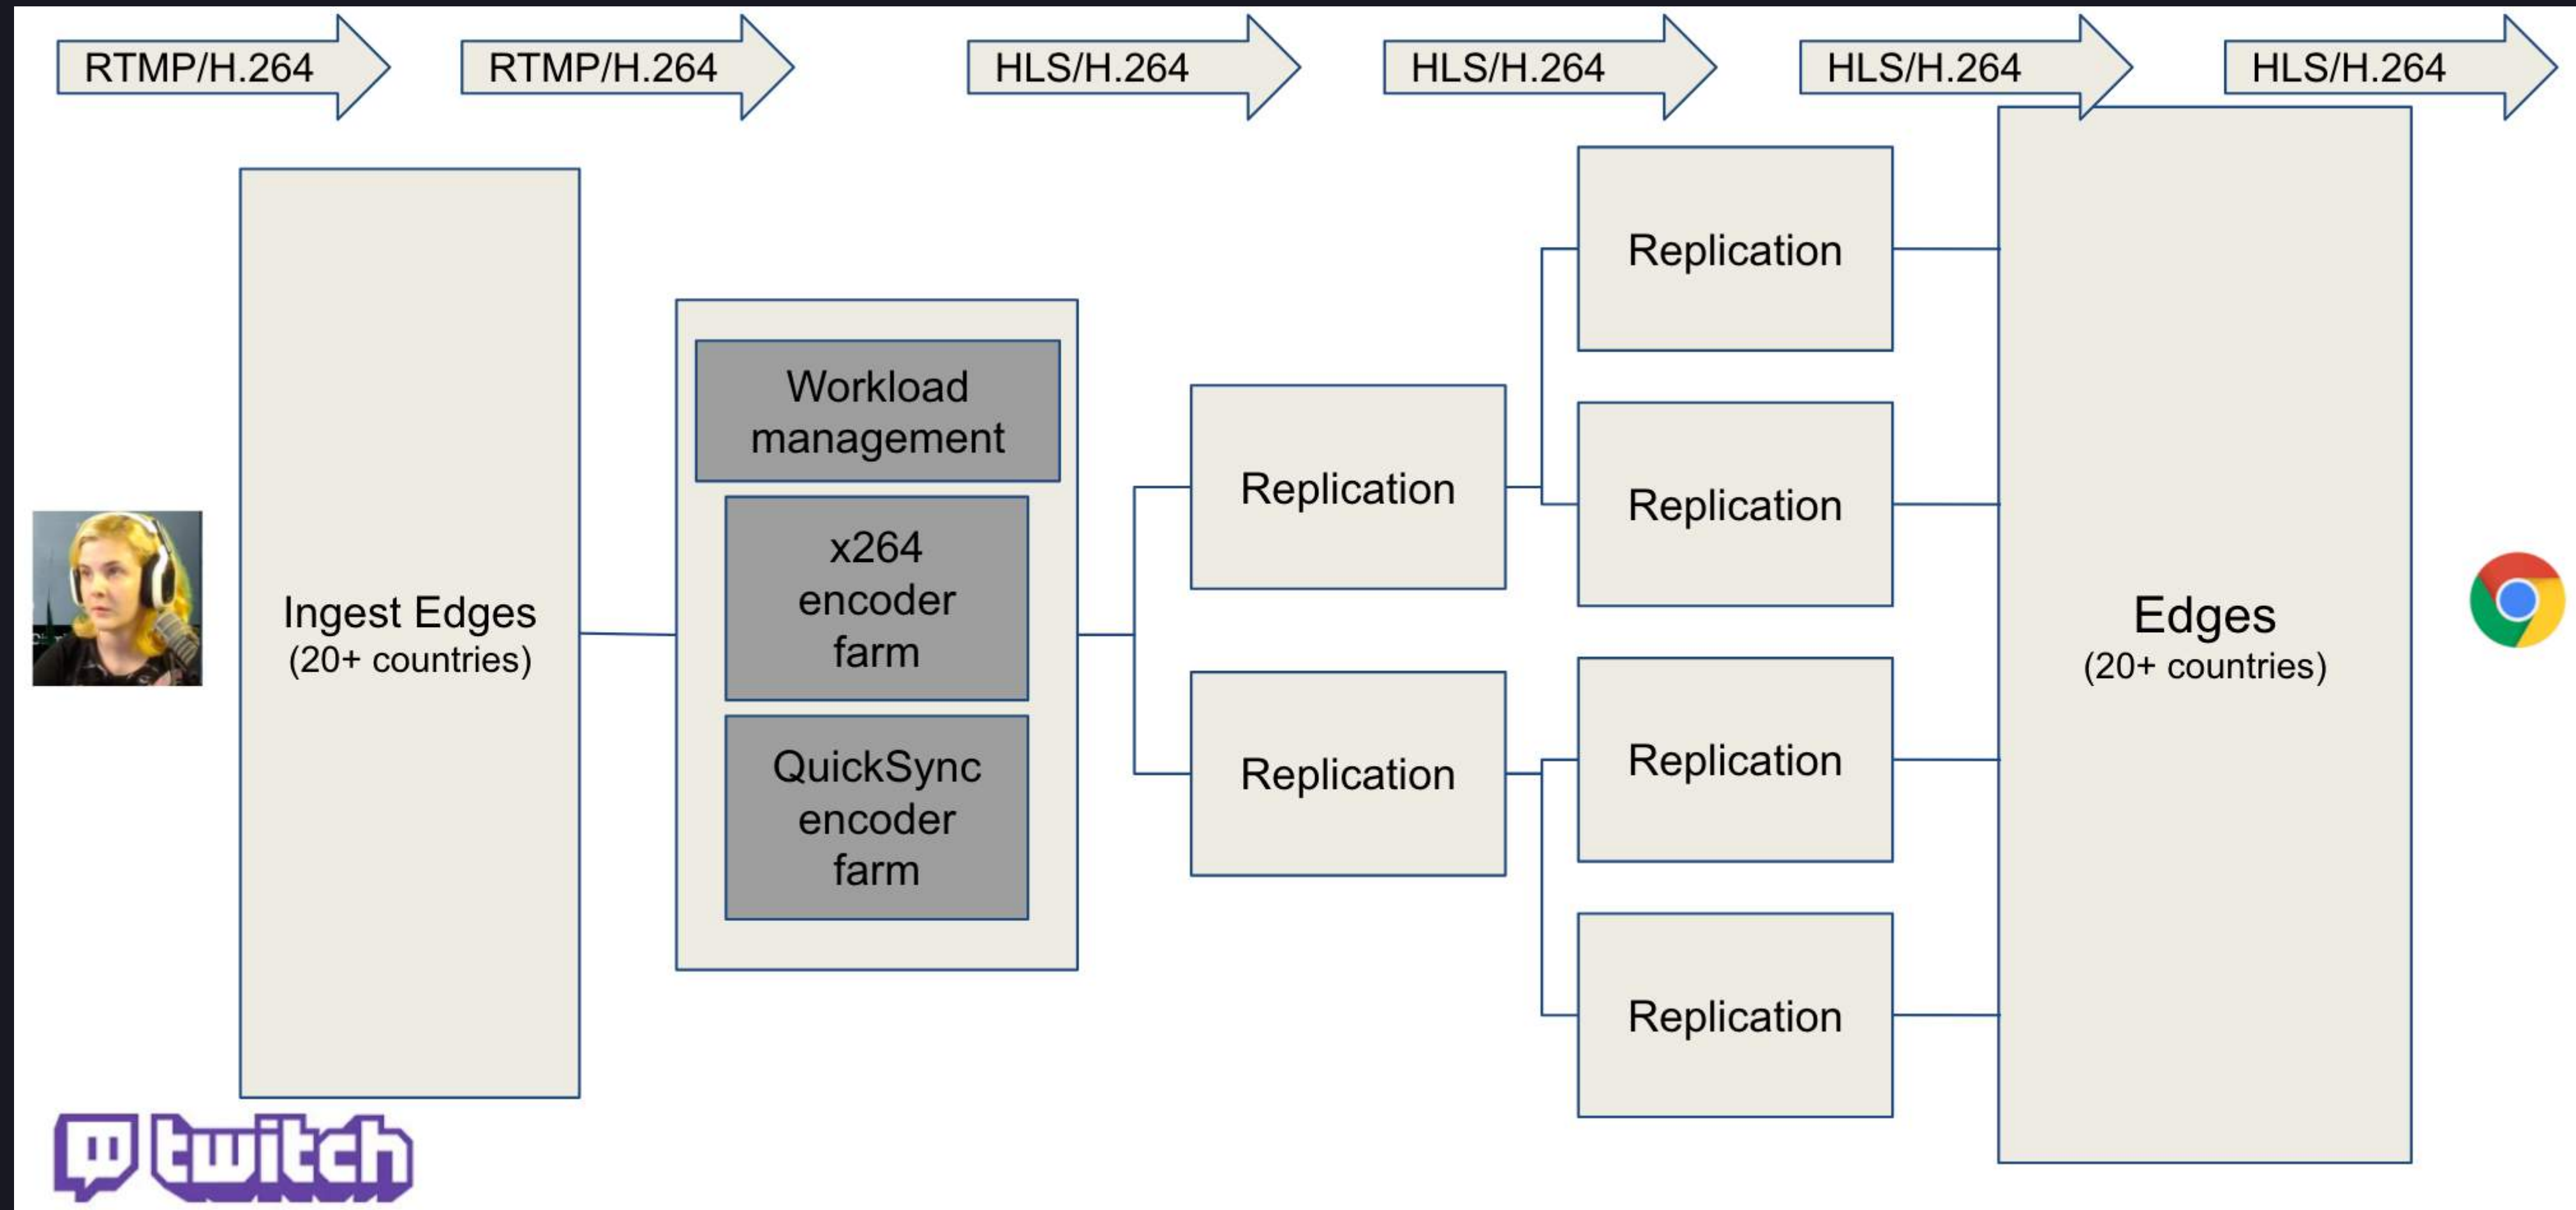 RTMP/H.264
RTMP/H.264
HLS/H.264
HLS/H.264
HLS/H.264
HLS/H.264
Ingest Edges
(20+ countries)
Workload
management
x264
encoder
farm
QuickSync
encoder
farm
Replication
Replication
Replication
Replication
Replication
Replication
Edges
(20+ countries)
twitch